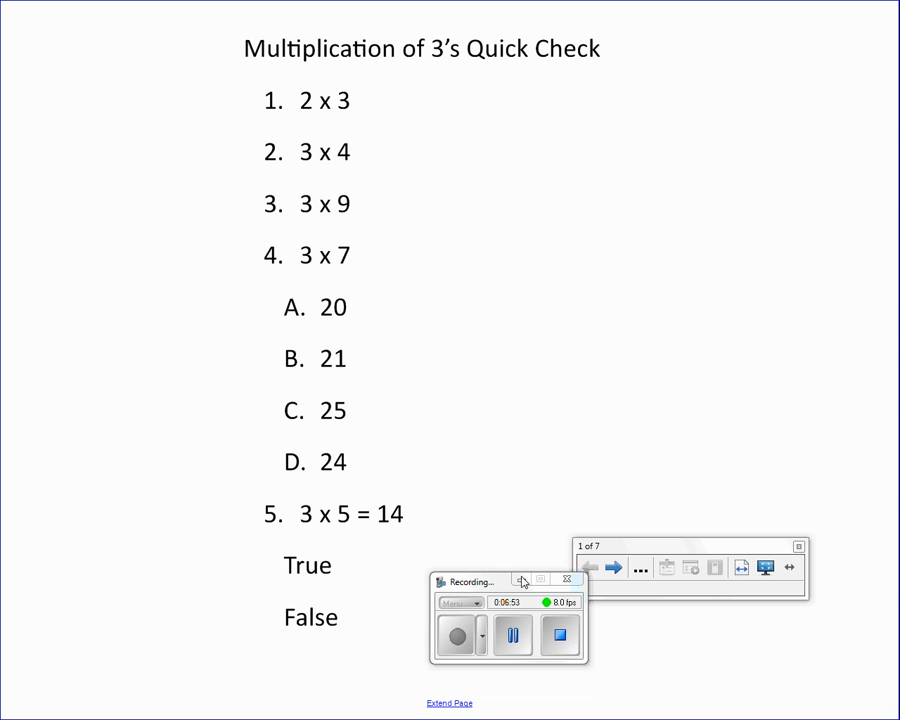 Multiplication of 3's Quick Check
1. 2 x 3
2. 3 x 4
3. 3 x 9
4. 3 x 7
A. 20
B. 21
C. 25
D. 24
5. 3 x 5 = 14
True
False
1 of 7
...
Recording...
Menu
0:06:53
8.0 fps
Extend Page